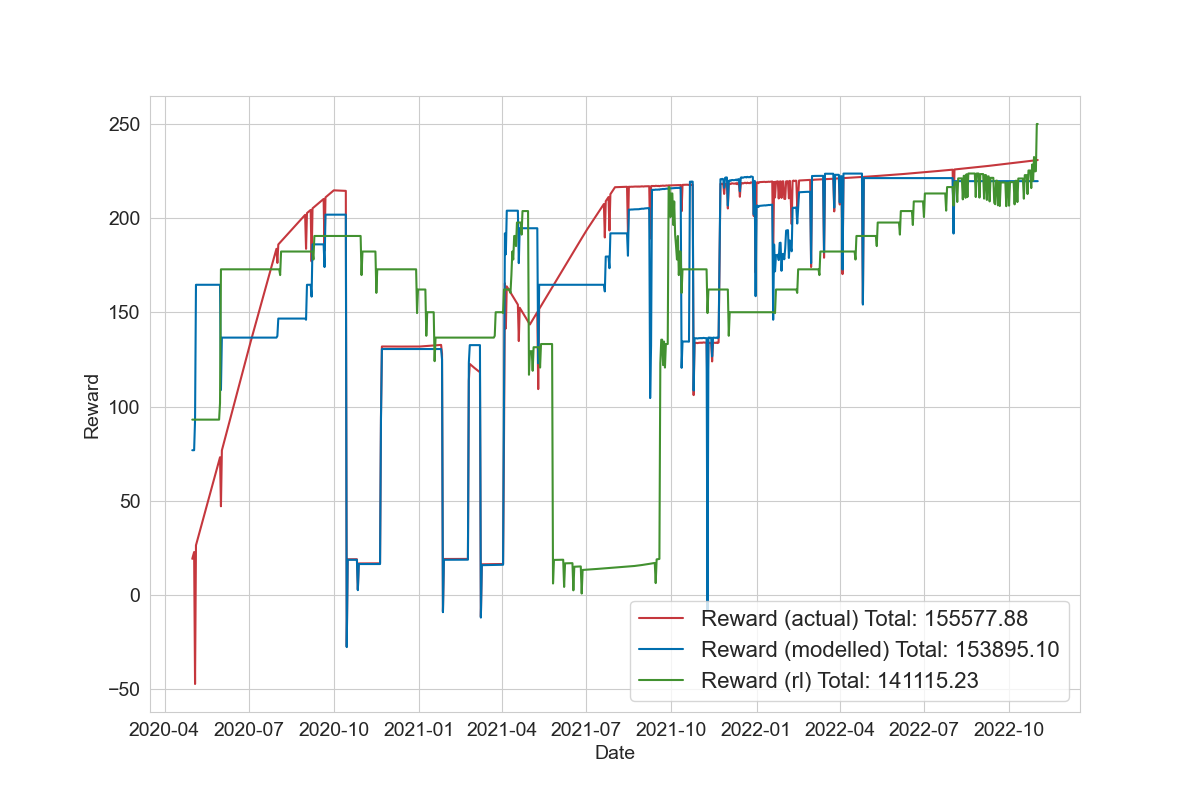 250
200
150
100
50
0
−50
Reward
2020-04 2020-07 2020-10 2021-01 2021-04 2021-07 2021-10 2022-01 2022-04 2022-07 2022-10
Date
Reward (actual) Total: 155577.88
Reward (modelled) Total: 153895.10
Reward (rl) Total: 141115.23